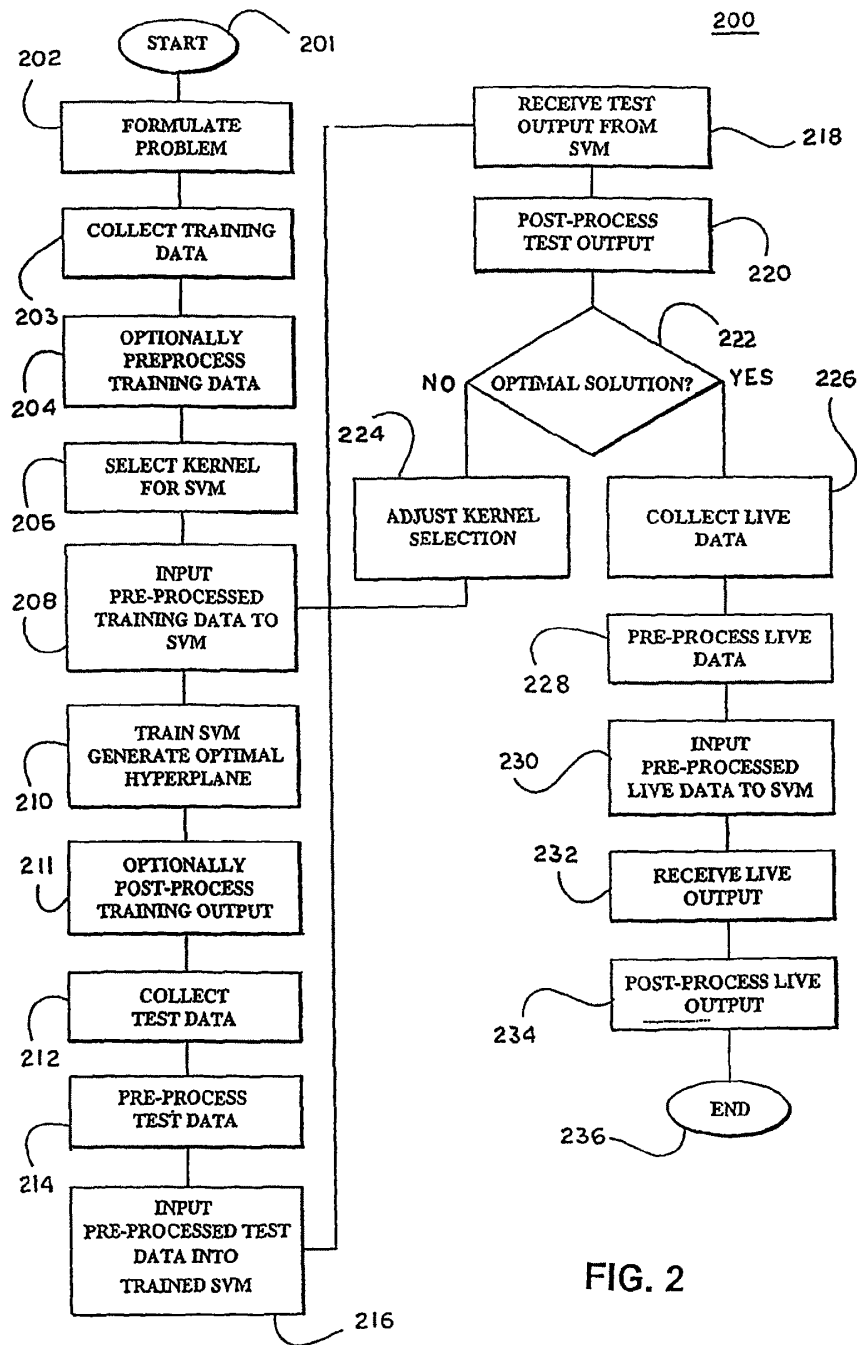 START
201
200
202
FORMULATE
PROBLEM
COLLECT TRAINING
DATA
203
OPTIONALLY
PREPROCESS
TRAINING DATA
204
SELECT KERNEL
FOR SVM
206
INPUT
PRE-PROCESSED
TRAINING DATA TO
SVM
208
TRAIN SVM
GENERATE OPTIMAL
HYPERPLANE
210
211
OPTIONALLY
POST-PROCESS
TRAINING OUTPUT
COLLECT
TEST DATA
212
PRE-PROCESS
TEST DATA
214
INPUT
PRE-PROCESSED TEST
DATA INTO
TRAINED SVM
216
RECEIVE TEST
OUTPUT FROM
SVM
218
POST-PROCESS
TEST OUTPUT
220
222
NO
OPTIMAL SOLUTION?
YES
224
ADJUST KERNEL
SELECTION
226
COLLECT LIVE
DATA
PRE-PROCESS LIVE
DATA
228
230
INPUT
PRE-PROCESSED
LIVE DATA TO SVM
232
RECEIVE LIVE
OUTPUT
POST-PROCESS LIVE
OUTPUT
234
END
236
FIG. 2